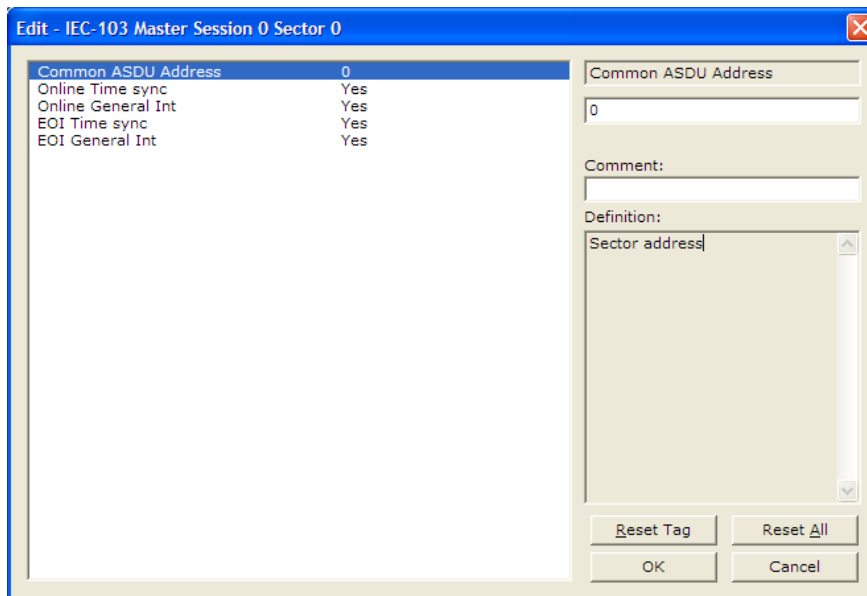 Edit - IEC-103 Master Session 0 Sector 0
Common ASDU Address 0
Online Time sync Yes
Online General Int Yes
EOI Time sync Yes
EOI General Int Yes
Common ASDU Address
0
Comment:
Definition:
Sector address
Reset Tag Reset All
OK Cancel